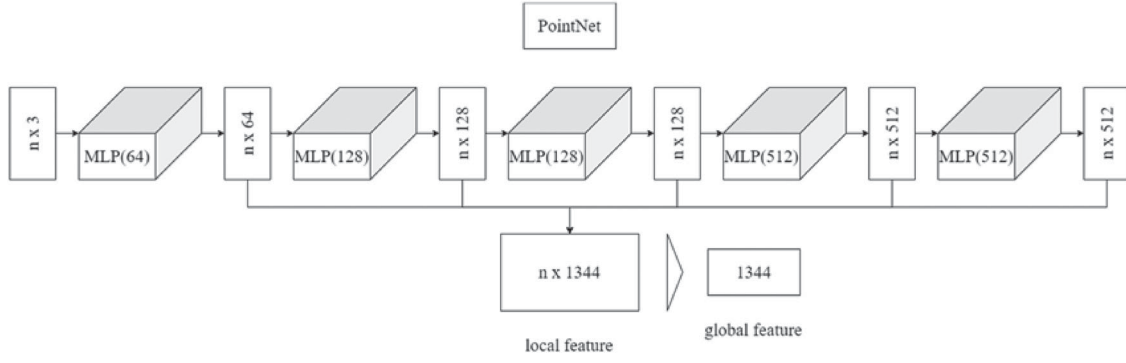 PointNet
n x 3
MLP(64)
n x 64
MLP(128)
n x 128
MLP(128)
n x 128
MLP(512)
n x 512
MLP(512)
n x 512
n x 1344
1344
local feature
global feature